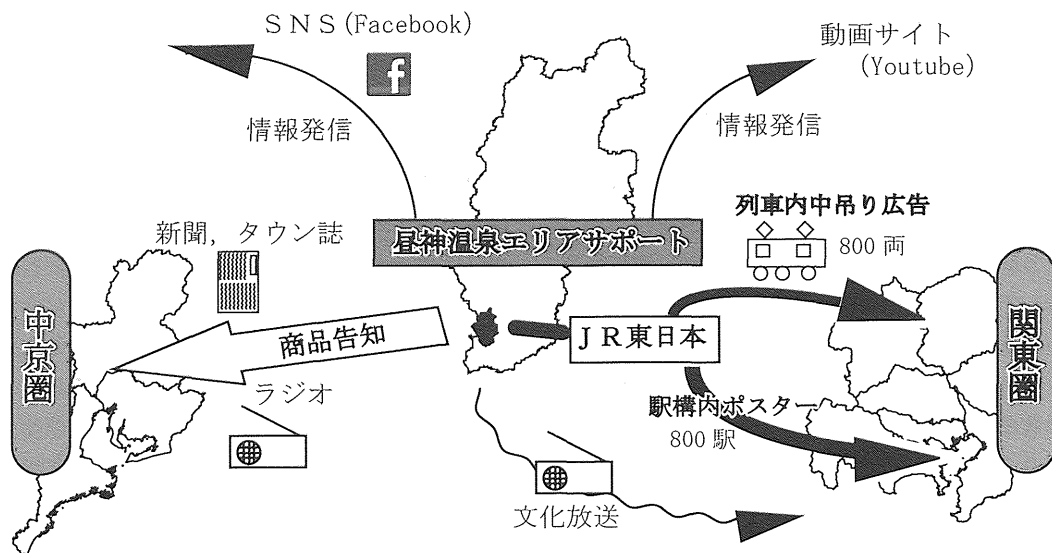 SNS(Facebook)
f
動画サイト
(Youtube)
情報発信
情報発信
列車内中吊り広告
800両
新聞,タウン誌
昼神温泉エリアサポート
中京圏
関東圏
商品告知
JR東日本
ラジオ
駅構内ポスター
800駅
文化放送